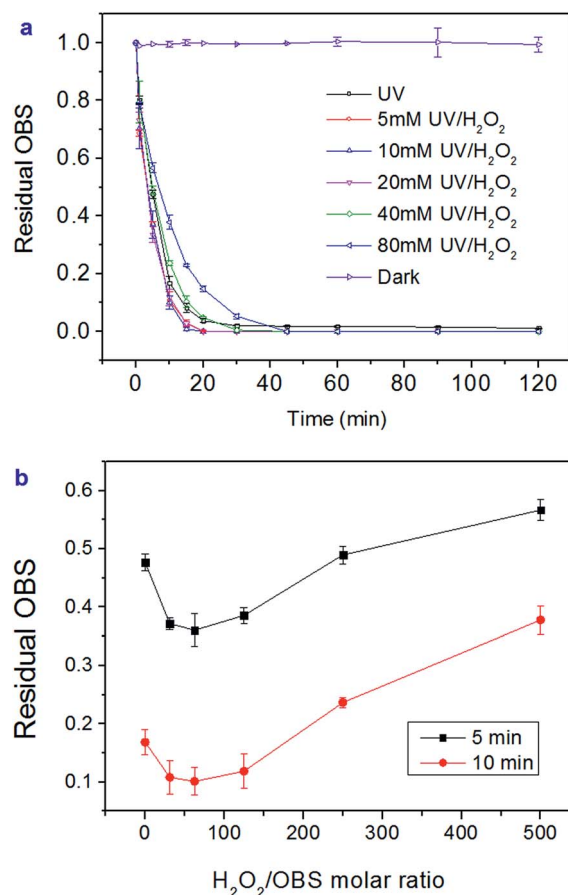 a
1.0
0.8
0.6
0.4
0.2
0.0
Residual OBS
UV
5mM UV/H₂O₂
10mM UV/H₂O₂
20mM UV/H₂O₂
40mM UV/H₂O₂
80mM UV/H₂O₂
Dark
0 20 40 60 80 100 120
Time (min)
b
0.6
0.5
0.4
0.3
0.2
0.1
Residual OBS
5 min
10 min
0 100 200 300 400 500
H₂O₂/OBS molar ratio